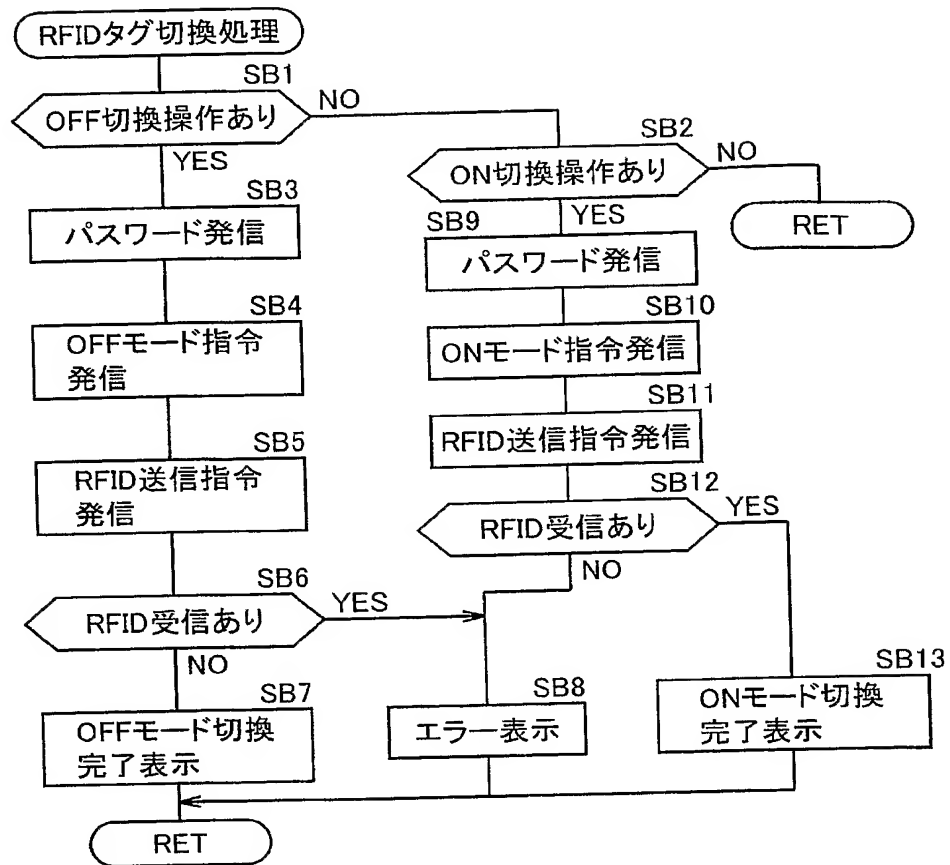 RFIDタグ切換処理
SB1
OFF切換操作あり
NO
YES
SB2
ON切換操作あり
NO
YES
RET
SB3
パスワード発信
SB9
パスワード発信
SB4
OFFモード指令
発信
SB10
ONモード指令発信
SB5
RFID送信指令
発信
SB11
RFID送信指令発信
SB12
RFID受信あり
YES
NO
SB6
RFID受信あり
YES
NO
SB7
OFFモード切換
完了表示
SB8
エラー表示
SB13
ONモード切換
完了表示
RET